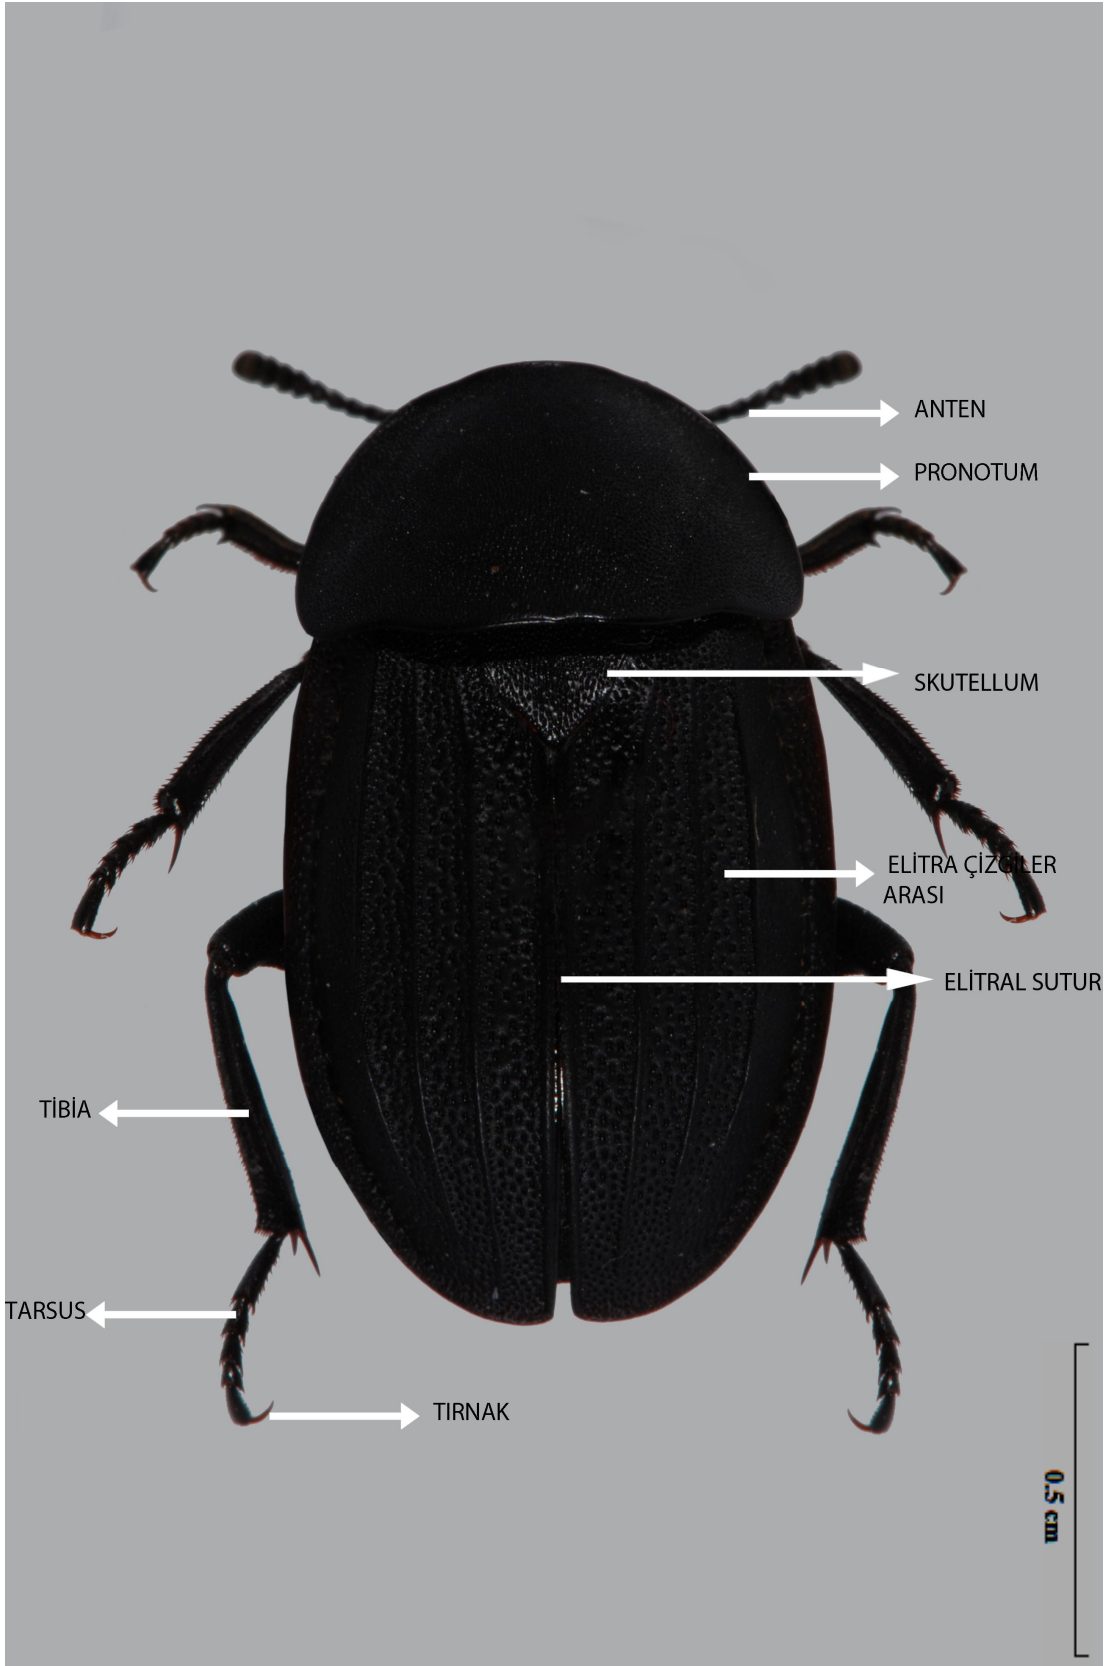 ANTEN
PRONOTUM
SKUTELLUM
ELİTRA ÇİZGİLER
ARASI
ELİTRAL SUTUR
TİBİA
TARSUS
TIRNAK
0.5 cm